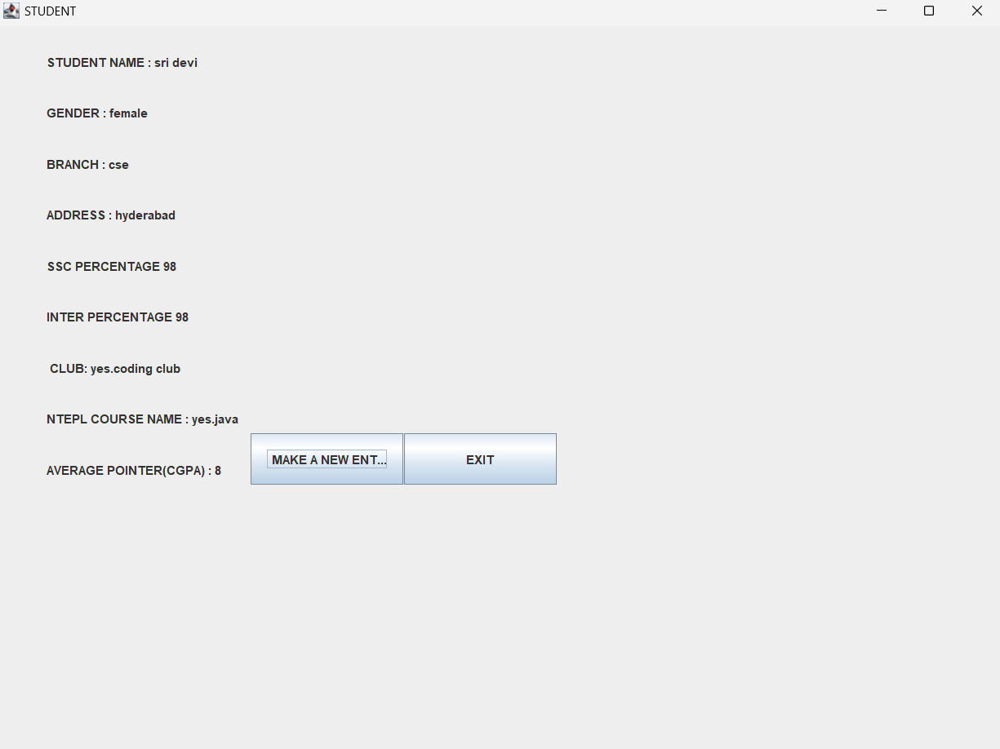 STUDENT
STUDENT NAME : sri devi
GENDER : female
BRANCH : cse
ADDRESS : hyderabad
SSC PERCENTAGE 98
INTER PERCENTAGE 98
CLUB: yes.coding club
NTEPL COURSE NAME : yes.java
MAKE A NEW ENT... EXIT
AVERAGE POINTER(CGPA) : 8